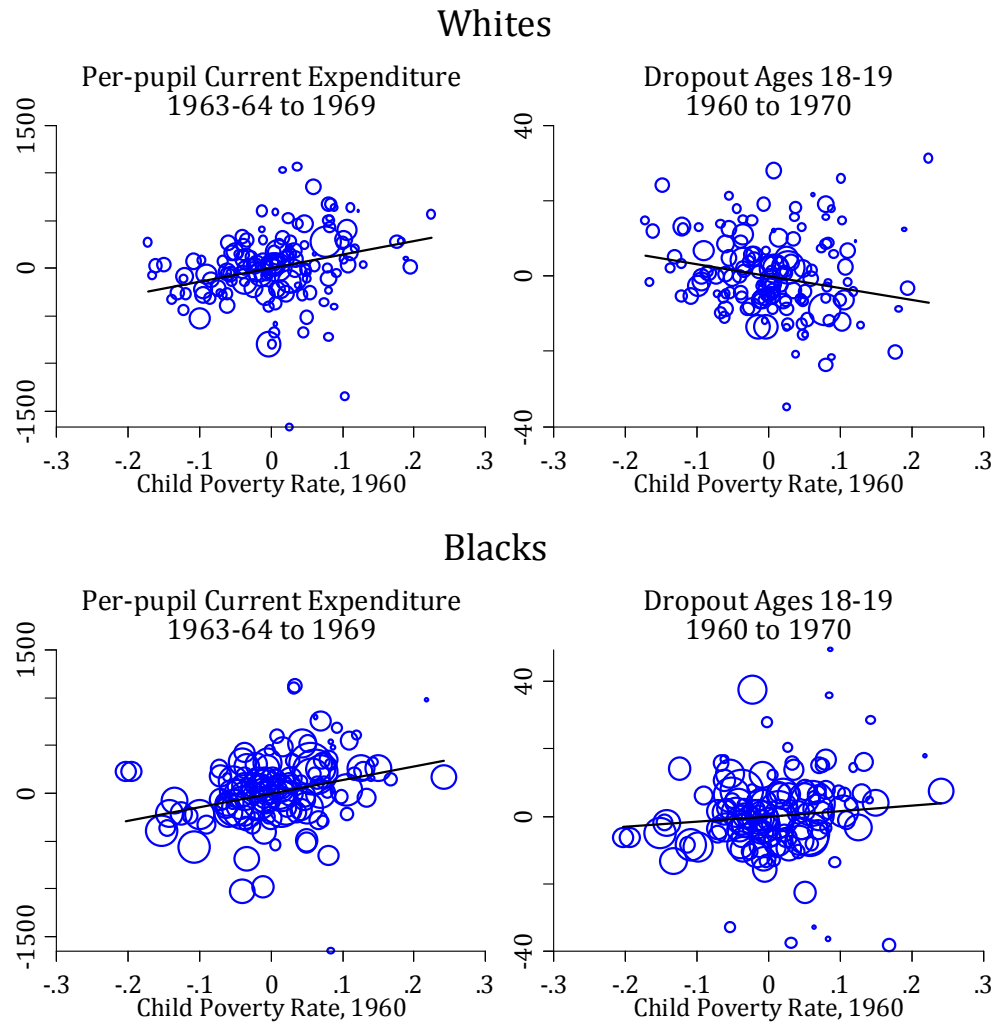 Whites
Per-pupil Current Expenditure
1963-64 to 1969
1500
0
-1500
-.3 -.2 -.1 0 .1 .2 .3
Child Poverty Rate, 1960
Dropout Ages 18-19
1960 to 1970
40
0
-40
-.3 -.2 -.1 0 .1 .2 .3
Child Poverty Rate, 1960
Blacks
Per-pupil Current Expenditure
1963-64 to 1969
1500
0
-1500
-.3 -.2 -.1 0 .1 .2 .3
Child Poverty Rate, 1960
Dropout Ages 18-19
1960 to 1970
40
0
-40
-.3 -.2 -.1 0 .1 .2 .3
Child Poverty Rate, 1960